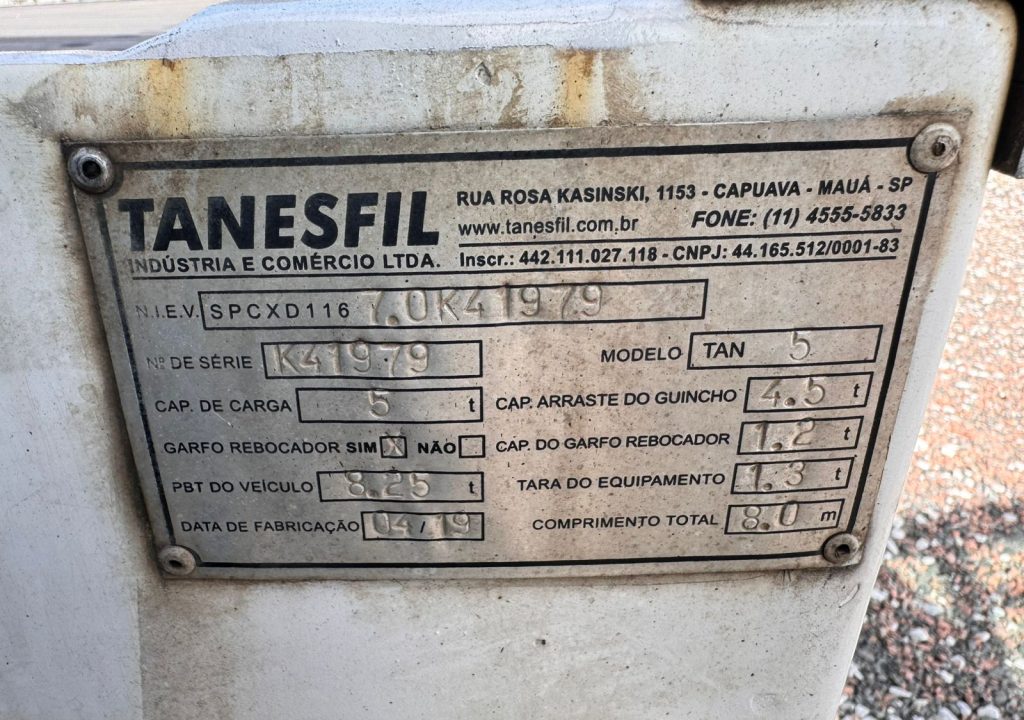 TANESFIL
INDÚSTRIA E COMÉRCIO LTDA.
RUA ROSA KASINSKI, 1153 - CAPUAVA - MAUÁ - SP
www.tanesfil.com.br FONE: (11) 4555-5833
Inscr.: 442.111.027.118 - CNPJ: 44.165.512/0001-83
N.I.E.V. SPCXD116 7.0K41979
Nº DE SÉRIE K41979 MODELO TAN 5
CAP. DE CARGA 5 t CAP. ARRASTE DO GUINCHO 4.5 t
GARFO REBOCADOR SIM X NÃO CAP. DO GARFO REBOCADOR 1.2 t
PBT DO VEÍCULO 8.25 t TARA DO EQUIPAMENTO 1.3 t
DATA DE FABRICAÇÃO 04/19 COMPRIMENTO TOTAL 8.0 m